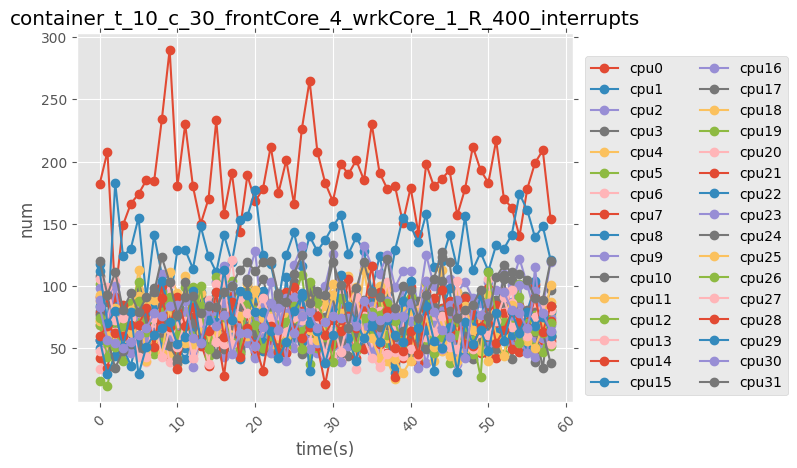 container_t_10_c_30_frontCore_4_wrkCore_1_R_400_interrupts
300
250
200
150
100
50
num
0
10
20
30
40
50
60
time(s)
cpu0
cpu1
cpu2
cpu3
cpu4
cpu5
cpu6
cpu7
cpu8
cpu9
cpu10
cpu11
cpu12
cpu13
cpu14
cpu15
cpu16
cpu17
cpu18
cpu19
cpu20
cpu21
cpu22
cpu23
cpu24
cpu25
cpu26
cpu27
cpu28
cpu29
cpu30
cpu31